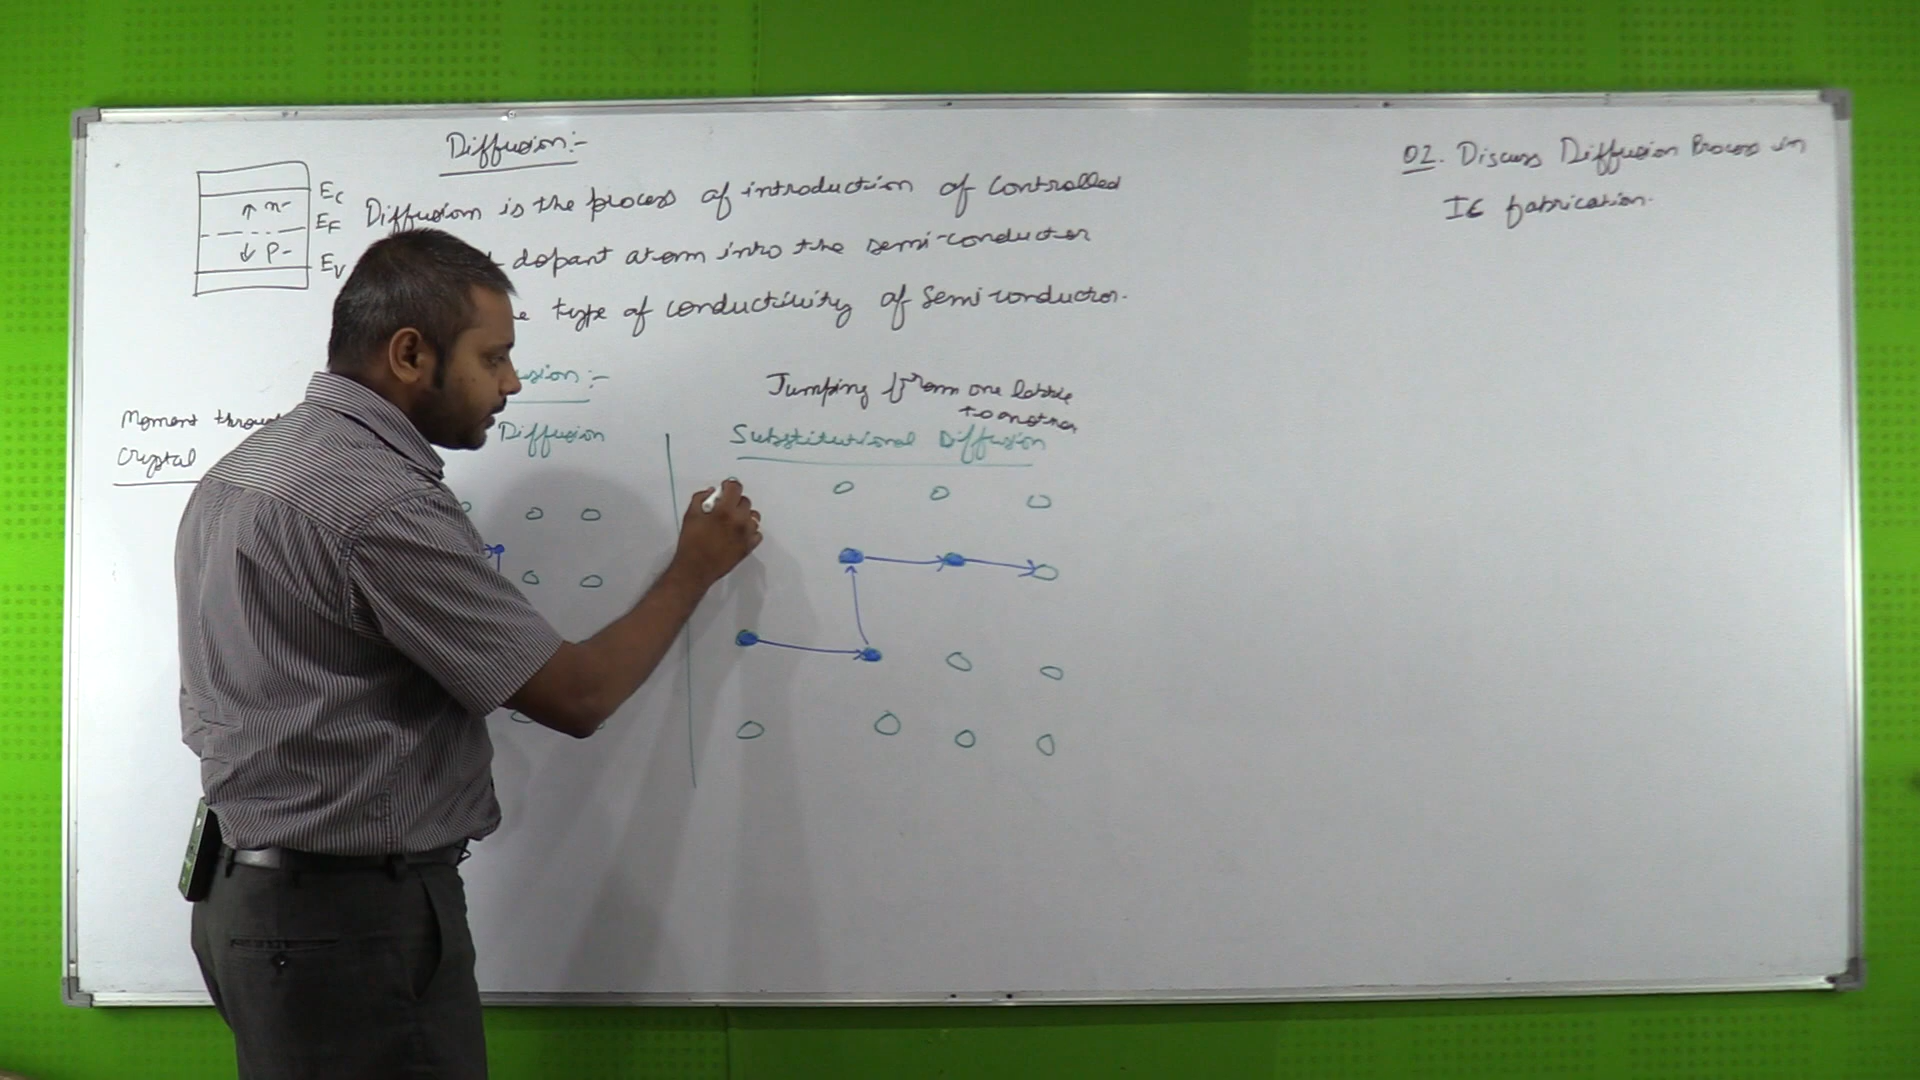 Diffusion:-
Q2. Discuss Diffusion Process in
IC fabrication.
EC
↑ n-
EF
↓ p-
EV
Diffusion is the process of introduction of controlled
dopant atom into the semi-conductor
type of conductivity of semiconductor.
usion:-
Jumping from one lattice
to another
Moment throu
crystal
Diffusion
Substitutional Diffusion